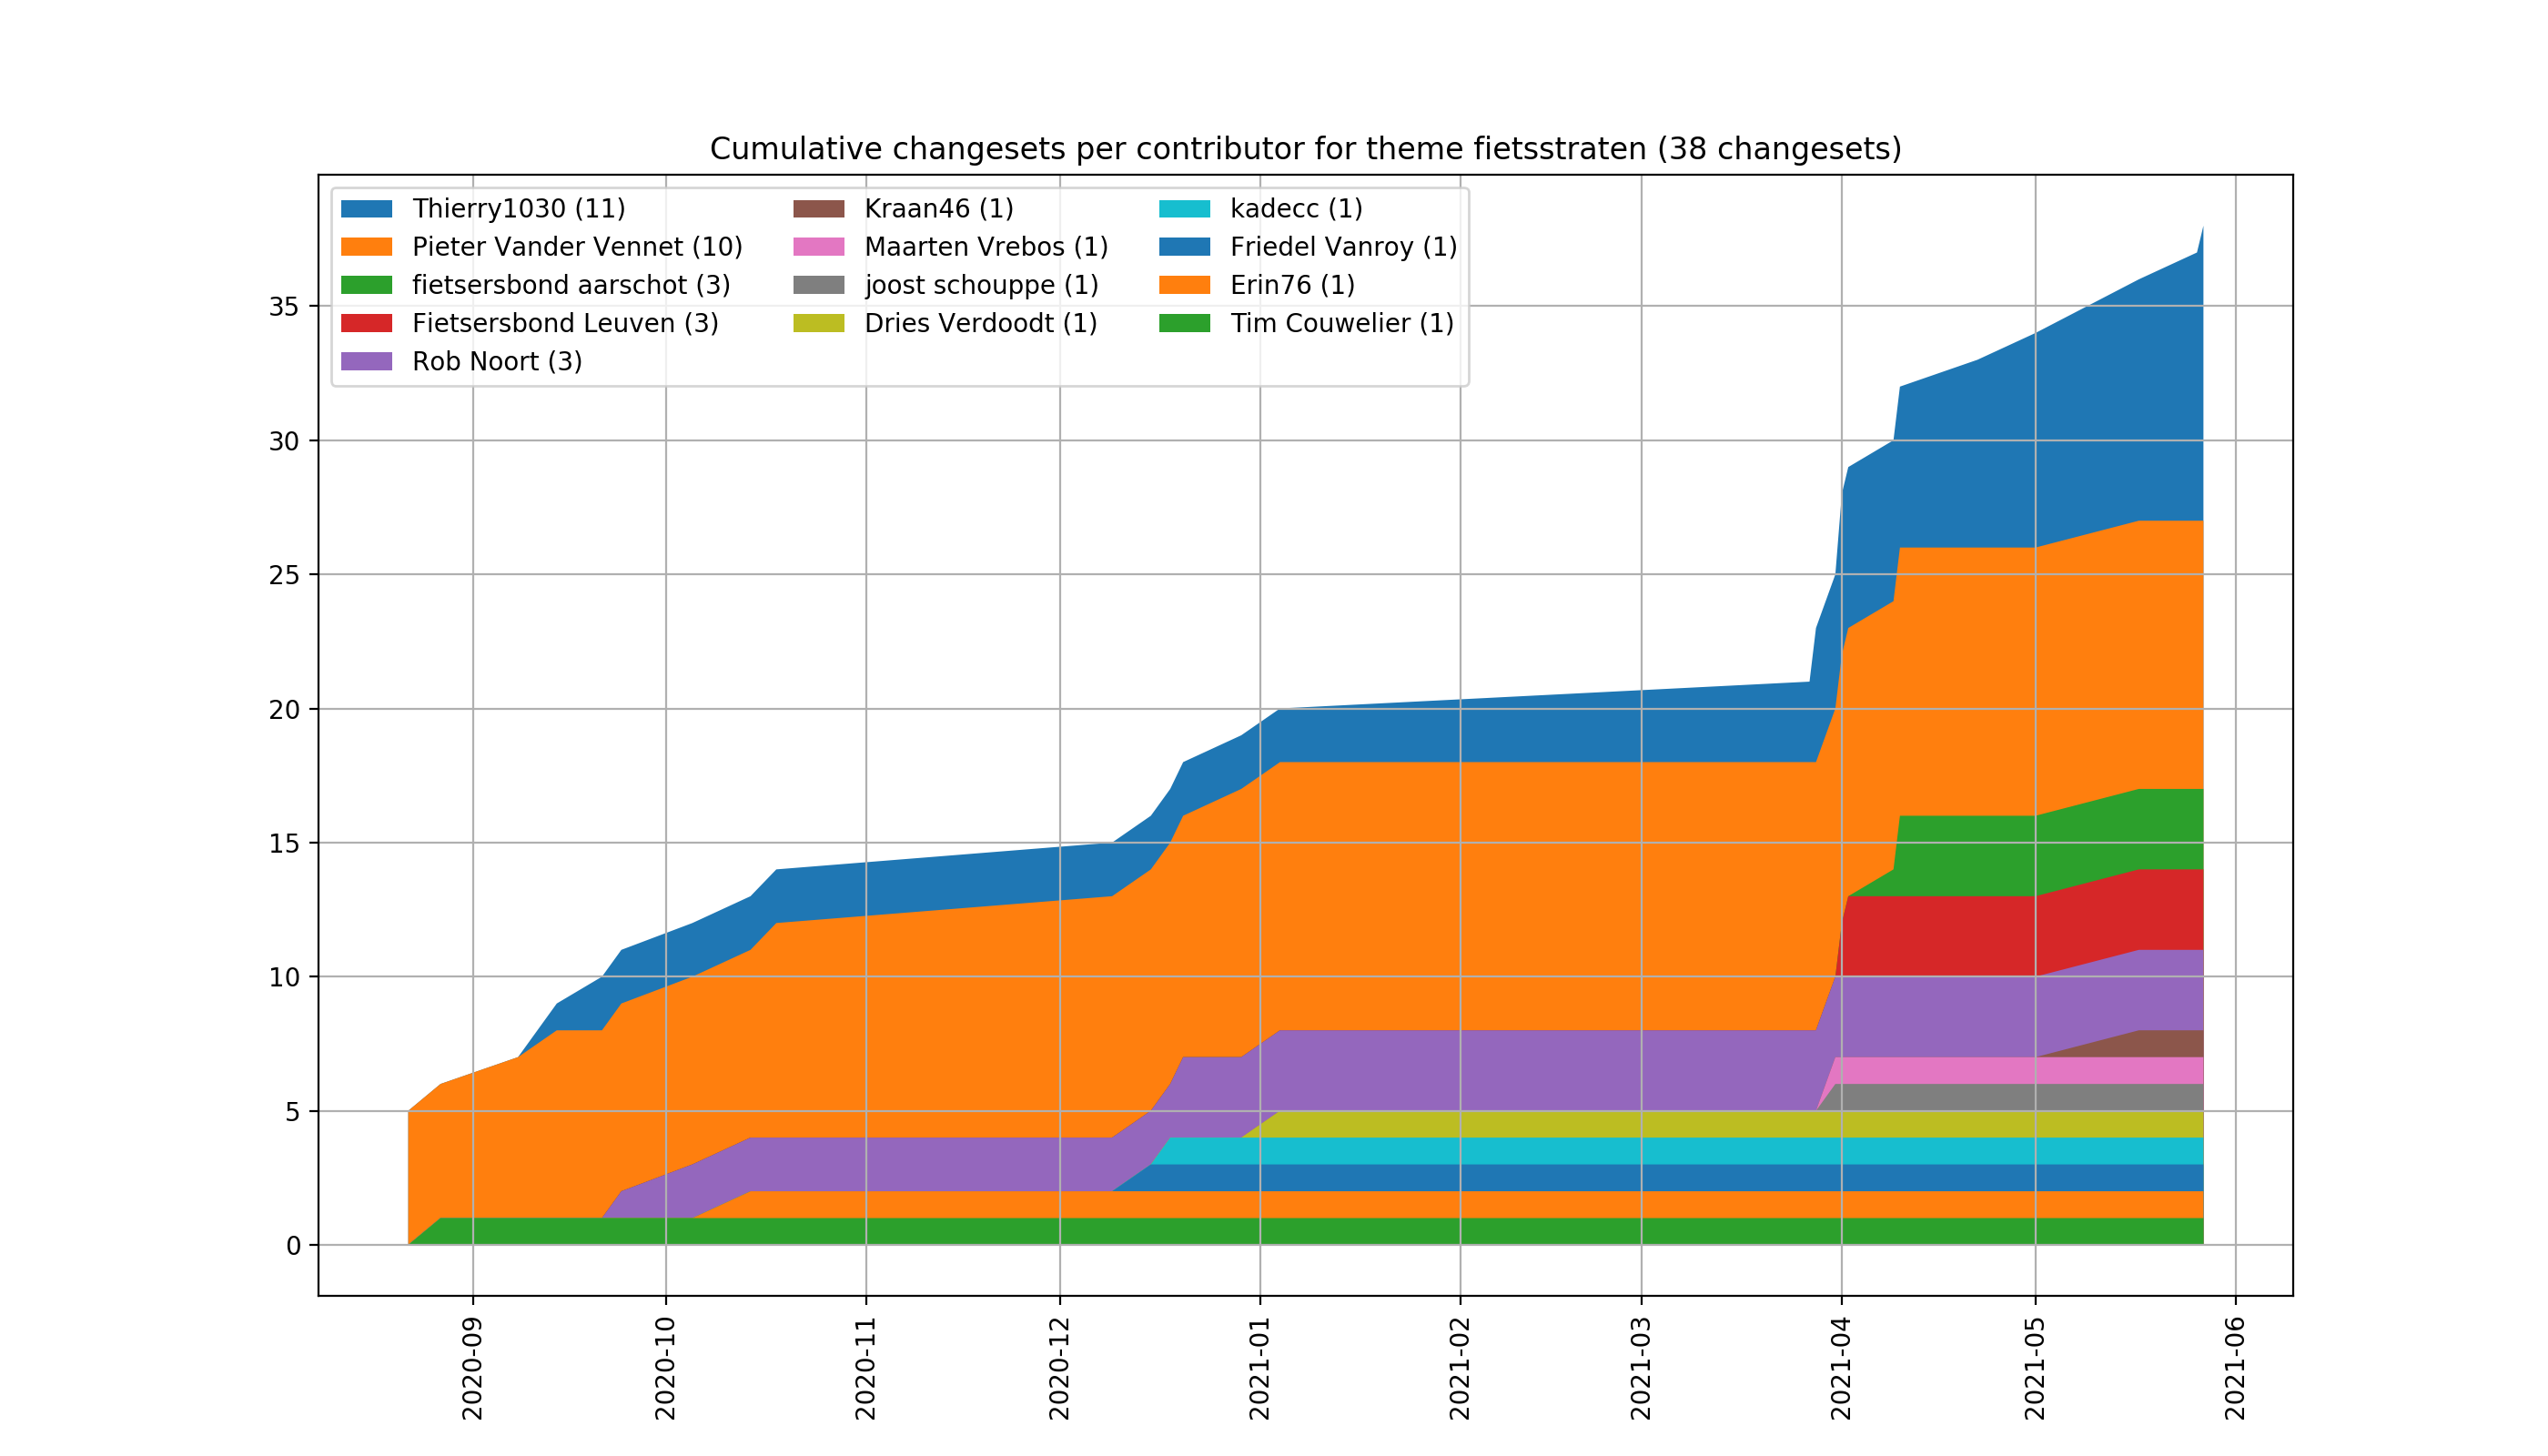 Cumulative changesets per contributor for theme fietsstraten (38 changesets)
Thierry1030 (11)
Pieter Vander Vennet (10)
fietsersbond aarschot (3)
Fietsersbond Leuven (3)
Rob Noort (3)
Kraan46 (1)
Maarten Vrebos (1)
joost schouppe (1)
Dries Verdoodt (1)
kadecc (1)
Friedel Vanroy (1)
Erin76 (1)
Tim Couwelier (1)
35
30
25
20
15
10
5
0
2020-09
2020-10
2020-11
2020-12
2021-01
2021-02
2021-03
2021-04
2021-05
2021-06